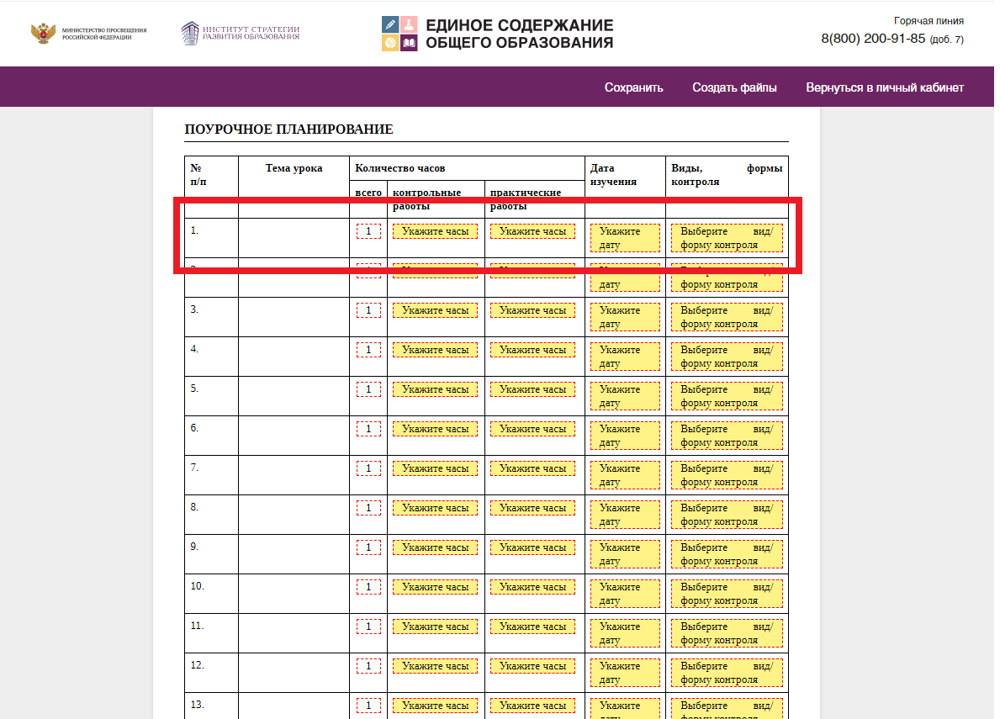 МИНИСТЕРСТВО ПРОСВЕЩЕНИЯ
РОССИЙСКОЙ ФЕДЕРАЦИИ
ИНСТИТУТ СТРАТЕГИИ
РАЗВИТИЯ ОБРАЗОВАНИЯ
ЕДИНОЕ СОДЕРЖАНИЕ
ОБЩЕГО ОБРАЗОВАНИЯ
Горячая линия
8(800) 200-91-85 (доб. 7)
Сохранить Создать файлы Вернуться в личный кабинет
ПОУРОЧНОЕ ПЛАНИРОВАНИЕ
№ Тема урока Количество часов Дата Виды, формы
п/п изучения контроля
всего контрольные практические
работы работы
1. 1 Укажите часы Укажите часы Укажите Выберите вид/
дату форму контроля
дату форму контроля
3. 1 Укажите часы Укажите часы Укажите Выберите вид/
дату форму контроля
4. 1 Укажите часы Укажите часы Укажите Выберите вид/
дату форму контроля
5. 1 Укажите часы Укажите часы Укажите Выберите вид/
дату форму контроля
6. 1 Укажите часы Укажите часы Укажите Выберите вид/
дату форму контроля
7. 1 Укажите часы Укажите часы Укажите Выберите вид/
дату форму контроля
8. 1 Укажите часы Укажите часы Укажите Выберите вид/
дату форму контроля
9. 1 Укажите часы Укажите часы Укажите Выберите вид/
дату форму контроля
10. 1 Укажите часы Укажите часы Укажите Выберите вид/
дату форму контроля
11. 1 Укажите часы Укажите часы Укажите Выберите вид/
дату форму контроля
12. 1 Укажите часы Укажите часы Укажите Выберите вид/
дату форму контроля
13. 1 Укажите часы Укажите часы Укажите Выберите вид/